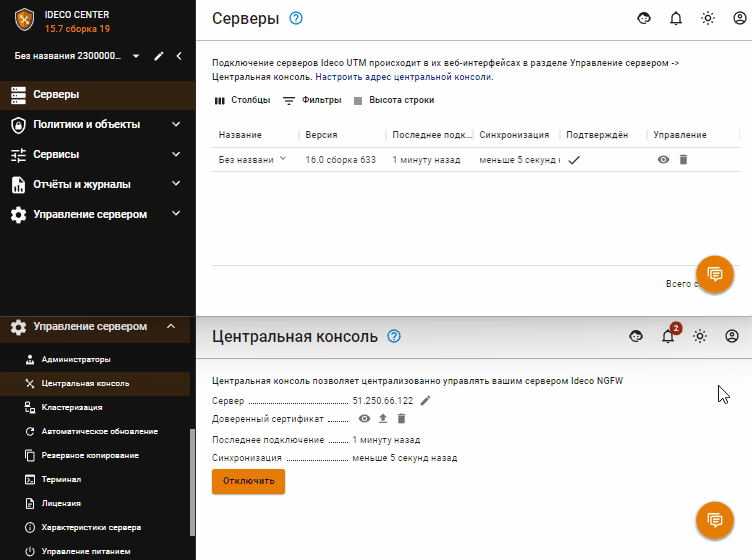 IDECO CENTER
15.7 сборка 19
Без названия 2300000...
Серверы
Политики и объекты
Сервисы
Отчёты и журналы
Управление сервером
Серверы
Подключение серверов Ideco UTM происходит в их веб-интерфейсах в разделе Управление сервером ->
Центральная консоль. Настроить адрес центральной консоли.
Столбцы Фильтры Высота строки
Название Версия Последнее подк... Синхронизация Подтверждён Управление
Без названи 16.0 сборка 633 1 минуту назад меньше 5 секунд
Всего
Управление сервером
Администраторы
Центральная консоль
Кластеризация
Автоматическое обновление
Резервное копирование
Терминал
Лицензия
Характеристики сервера
Управление питанием
Центральная консоль
2
Центральная консоль позволяет централизованно управлять вашим сервером Ideco NGFW
Сервер 51.250.66.122
Доверенный сертификат
Последнее подключение 1 минуту назад
Синхронизация меньше 5 секунд назад
Отключить